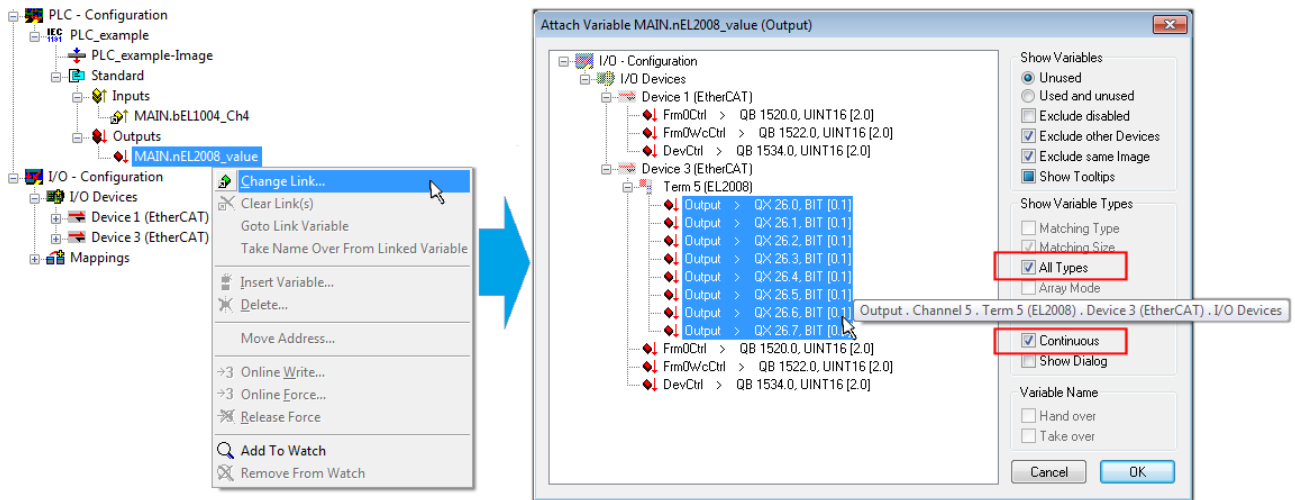 PLC - Configuration
IEC 1131 PLC_example
PLC_example-Image
Standard
Inputs
MAIN.bEL1004_Ch4
Outputs
MAIN.nEL2008_value
I/O - Configuration
I/O Devices
Device 1 (EtherCAT)
Device 3 (EtherCAT)
Mappings
Change Link...
Clear Link(s)
Goto Link Variable
Take Name Over From Linked Variable
Insert Variable...
Delete...
Move Address...
→3 Online Write...
→3 Online Force...
Release Force
Add To Watch
Remove From Watch
Attach Variable MAIN.nEL2008_value (Output)
I/O - Configuration
I/O Devices
Device 1 (EtherCAT)
Frm0Ctrl > QB 1520.0, UINT16 [2.0]
Frm0WcCtrl > QB 1522.0, UINT16 [2.0]
DevCtrl > QB 1534.0, UINT16 [2.0]
Device 3 (EtherCAT)
Term 5 (EL2008)
Output > QX 26.0, BIT [0.1]
Output > QX 26.1, BIT [0.1]
Output > QX 26.2, BIT [0.1]
Output > QX 26.3, BIT [0.1]
Output > QX 26.4, BIT [0.1]
Output > QX 26.5, BIT [0.1]
Output > QX 26.6, BIT [0.1]
Output > QX 26.7, BIT [0.1]
Frm0Ctrl > QB 1520.0, UINT16 [2.0]
Frm0WcCtrl > QB 1522.0, UINT16 [2.0]
DevCtrl > QB 1534.0, UINT16 [2.0]
Output . Channel 5 . Term 5 (EL2008) . Device 3 (EtherCAT) . I/O Devices
Show Variables
Unused
Used and unused
Exclude disabled
Exclude other Devices
Exclude same Image
Show Tooltips
Show Variable Types
Matching Type
Matching Size
All Types
Array Mode
Continuous
Show Dialog
Variable Name
Hand over
Take over
Cancel
OK